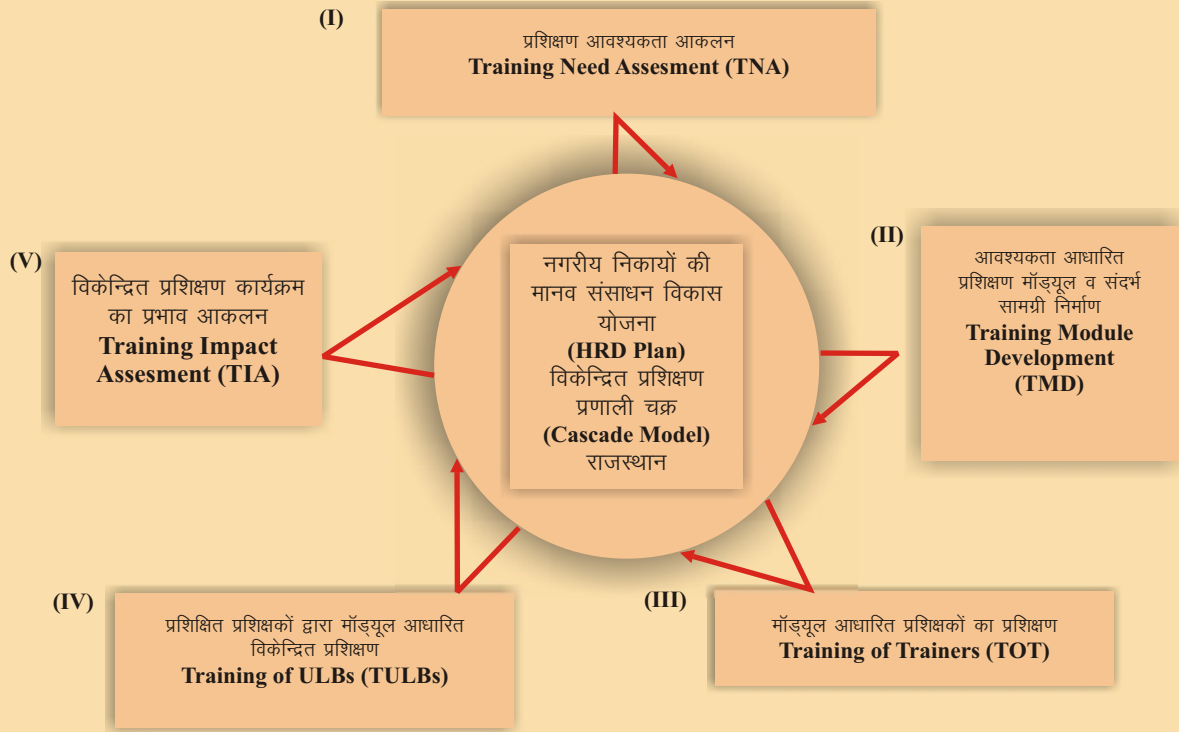 (I)
प्रशिक्षण आवश्यकता आकलन
Training Need Assesment (TNA)
(II)
आवश्यकता आधारित
प्रशिक्षण मॉड्यूल व संदर्भ
सामग्री निर्माण
Training Module
Development
(TMD)
(III)
मॉड्यूल आधारित प्रशिक्षकों का प्रशिक्षण
Training of Trainers (TOT)
(IV)
प्रशिक्षित प्रशिक्षकों द्वारा मॉड्यूल आधारित
विकेन्द्रित प्रशिक्षण
Training of ULBs (TULBs)
(V)
विकेन्द्रित प्रशिक्षण कार्यक्रम
का प्रभाव आकलन
Training Impact
Assesment (TIA)
नगरीय निकायों की
मानव संसाधन विकास
योजना
(HRD Plan)
विकेन्द्रित प्रशिक्षण
प्रणाली चक्र
(Cascade Model)
राजस्थान